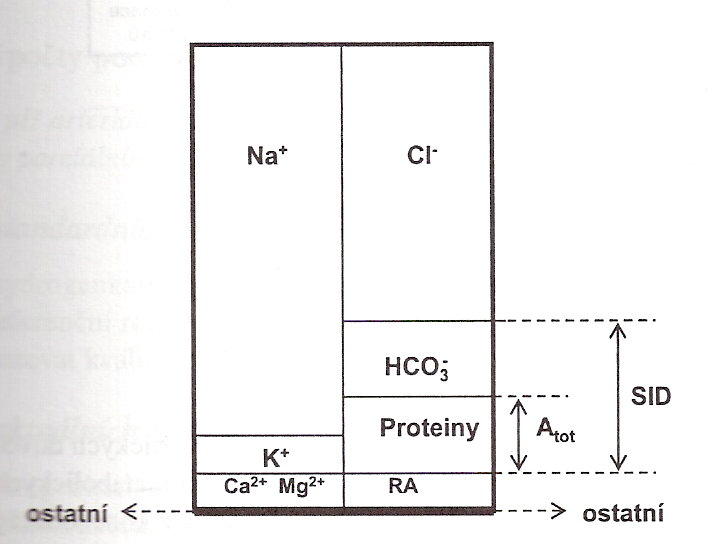 Na⁺ Cl⁻
HCO₃⁻
SID
Proteiny A_tot
K⁺
Ca²⁺ Mg²⁺ RA
ostatní ostatní